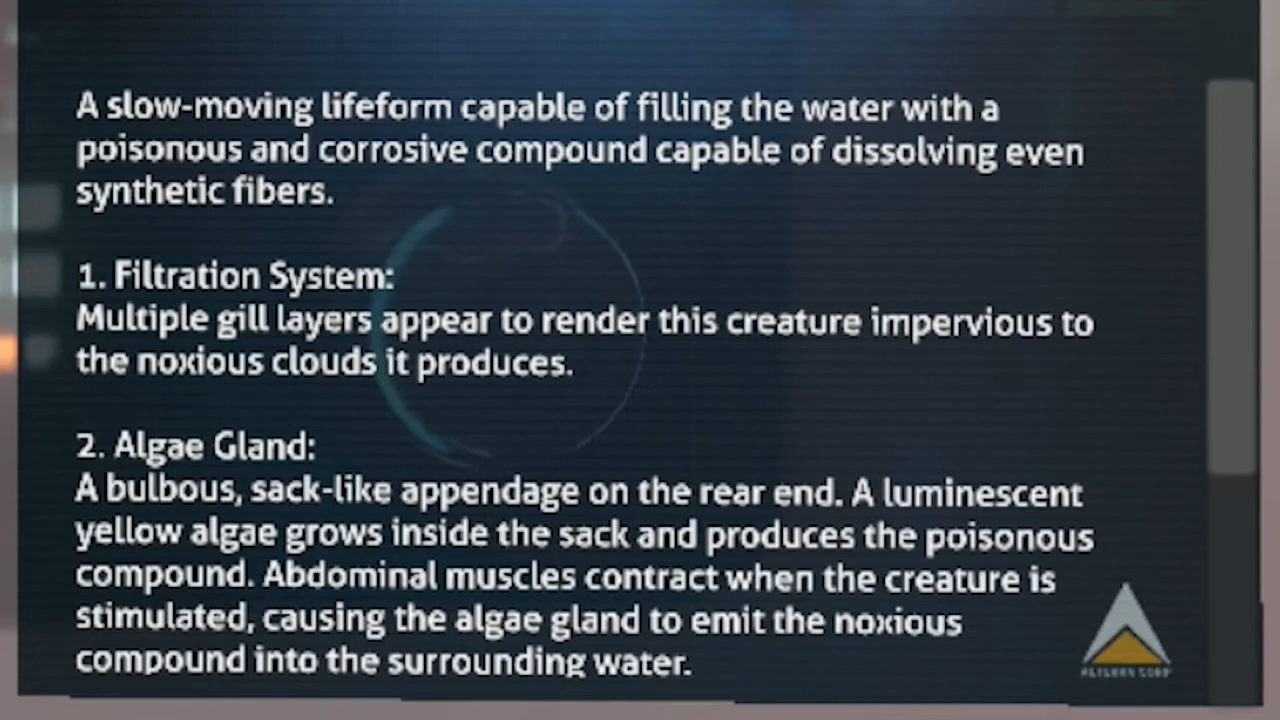 A slow-moving lifeform capable of filling the water with a
poisonous and corrosive compound capable of dissolving even
synthetic fibers.
1. Filtration System:
Multiple gill layers appear to render this creature impervious to
the noxious clouds it produces.
2. Algae Gland:
A bulbous, sack-like appendage on the rear end. A luminescent
yellow algae grows inside the sack and produces the poisonous
compound. Abdominal muscles contract when the creature is
stimulated, causing the algae gland to emit the noxious
compound into the surrounding water.